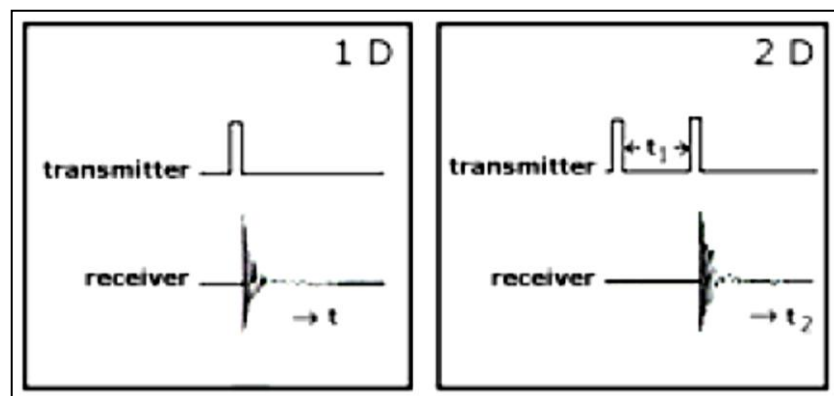 1 D
transmitter
receiver
→ t
2 D
← t1 →
transmitter
receiver
→ t2